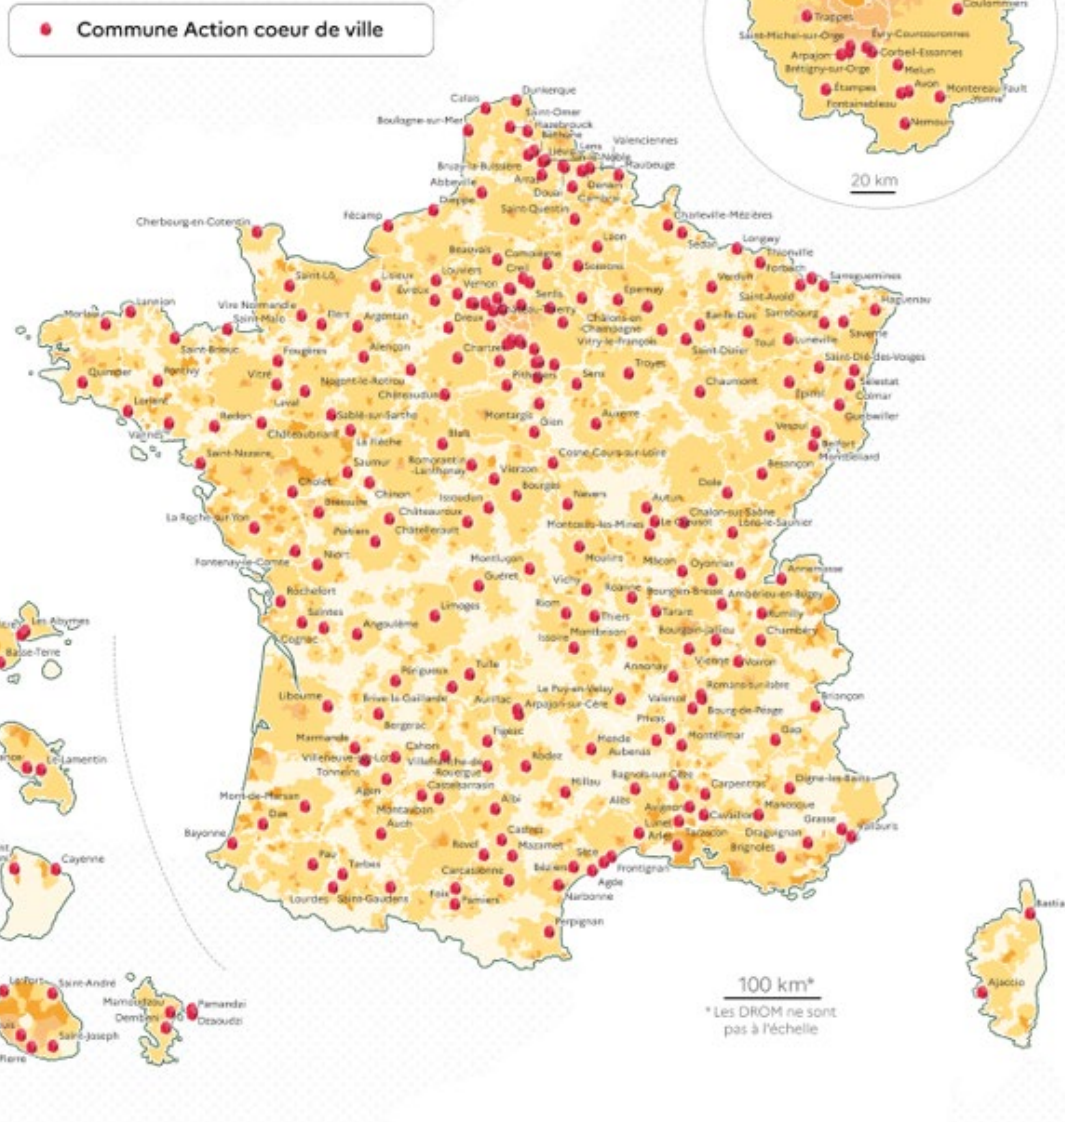 Commune Action coeur de ville
Coulommiers
Trappes
Saint-Michel-sur-Orge
Évry-Courcouronnes
Arpajon
Corbeil-Essonnes
Brétigny-sur-Orge
Melun
Étampes
Avon
Montereau-Fault
-Yonne
Fontainebleau
Nemours
20 km
Dunkerque
Calais
Saint-Omer
Boulogne-sur-Mer
Hazebrouck
Béthune
Valenciennes
Lens
Liévin
Bruay-la-Buissière
Maubeuge
Abbeville
Arras
Denain
Douai
Cambrai
Dieppe
Saint-Quentin
Fécamp
Charleville-Mézières
Cherbourg-en-Cotentin
Laon
Sedan
Longwy
Beauvais
Compiègne
Thionville
Saint-Lô
Lisieux
Louviers
Creil
Soissons
Verdun
Forbach
Sarreguemines
Évreux
Vernon
Senlis
Epernay
Saint-Avold
Haguenau
Lannion
Vire Normandie
Morlaix
Saint-Malo
Flers
Argentan
Dreux
Château-Thierry
Châlons-en
-Champagne
Bar-le-Duc
Sarrebourg
Saverne
Saint-Brieuc
Fougères
Alençon
Chartres
Vitry-le-François
Saint-Dizier
Toul
Lunéville
Saint-Dié-des-Vosges
Quimper
Pontivy
Vitré
Nogent-le-Rotrou
Pithiviers
Sens
Troyes
Chaumont
Épinal
Sélestat
Lorient
Laval
Châteaudun
Colmar
Redon
Sablé-sur-Sarthe
Montargis
Auxerre
Guebwiller
Vannes
Châteaubriant
La Flèche
Blois
Gien
Vesoul
Belfort
Montbéliard
Saint-Nazaire
Saumur
Romorantin
-Lanthenay
Vierzon
Cosne-Cours-sur-Loire
Besançon
Cholet
Chinon
Issoudun
Bourges
Nevers
Autun
Dole
La Roche-sur-Yon
Bressuire
Châteauroux
Chalon-sur-Saône
Poitiers
Châtellerault
Montceau-les-Mines
Le Creusot
Lons-le-Saunier
Fontenay-le-Comte
Niort
Montluçon
Moulins
Mâcon
Oyonnax
Annemasse
Rochefort
Guéret
Vichy
Roanne
Bourg-en-Bresse
Ambérieu-en-Bugey
Saintes
Limoges
Riom
Thiers
Tarare
Rumilly
Cognac
Angoulême
Issoire
Montbrison
Bourgoin-Jallieu
Chambéry
Périgueux
Tulle
Annonay
Vienne
Voiron
Libourne
Brive-la-Gaillarde
Aurillac
Le Puy-en-Velay
Valence
Romans-sur-Isère
Briançon
Arpajon-sur-Cère
Bergerac
Privas
Bourg-de-Péage
Marmande
Figeac
Mende
Montélimar
Gap
Cahors
Aubenas
Villeneuve-sur-Lot
Villefranche-de
-Rouergue
Rodez
Tonneins
Agen
Castelsarrasin
Millau
Bagnols-sur-Cèze
Carpentras
Digne-les-Bains
Mont-de-Marsan
Montauban
Albi
Alès
Avignon
Cavaillon
Manosque
Dax
Auch
Lunel
Grasse
Vallauris
Bayonne
Castres
Arles
Tarascon
Draguignan
Revel
Mazamet
Sète
Brignoles
Pau
Tarbes
Carcassonne
Béziers
Frontignan
Agde
Lourdes
Saint-Gaudens
Foix
Pamiers
Narbonne
Perpignan
Les Abymes
Basse-Terre
Le Lamentin
Cayenne
Bastia
Ajaccio
Le Port
Saint-André
Saint-Joseph
Pierre
Mamoudzou
Pamandzi
Dembeni
Dzaoudzi
100 km*
* Les DROM ne sont
pas à l'échelle